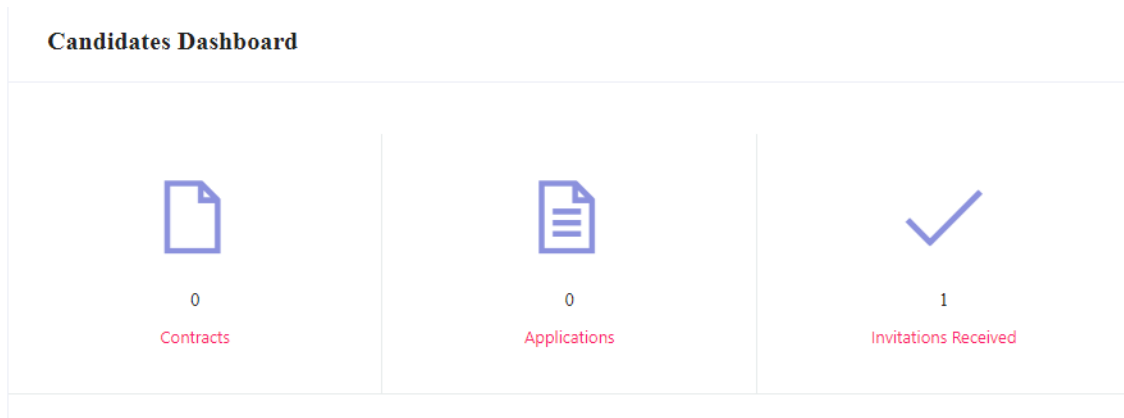 Candidates Dashboard
0
Contracts
0
Applications
1
Invitations Received